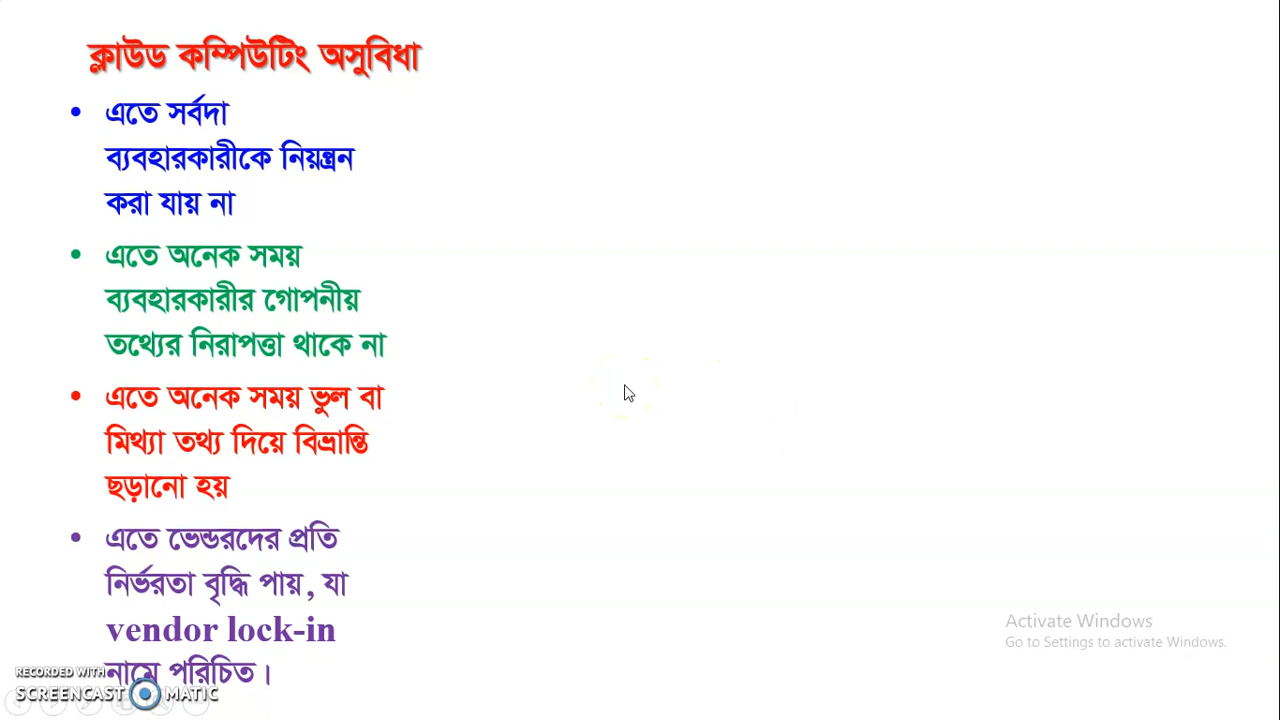 ক্লাউড কম্পিউটিং অসুবিধা
• এতে সর্বদা
ব্যবহারকারীকে নিয়ন্ত্রন
করা যায় না
• এতে অনেক সময়
ব্যবহারকারীর গোপনীয়
তথ্যের নিরাপত্তা থাকে না
• এতে অনেক সময় ভুল বা
মিথ্যা তথ্য দিয়ে বিভ্রান্তি
ছড়ানো হয়
• এতে ভেন্ডরদের প্রতি
নির্ভরতা বৃদ্ধি পায়, যা
vendor lock-in
নামে পরিচিত।
Activate Windows
Go to Settings to activate Windows.
RECORDED WITH
SCREENCAST MATIC